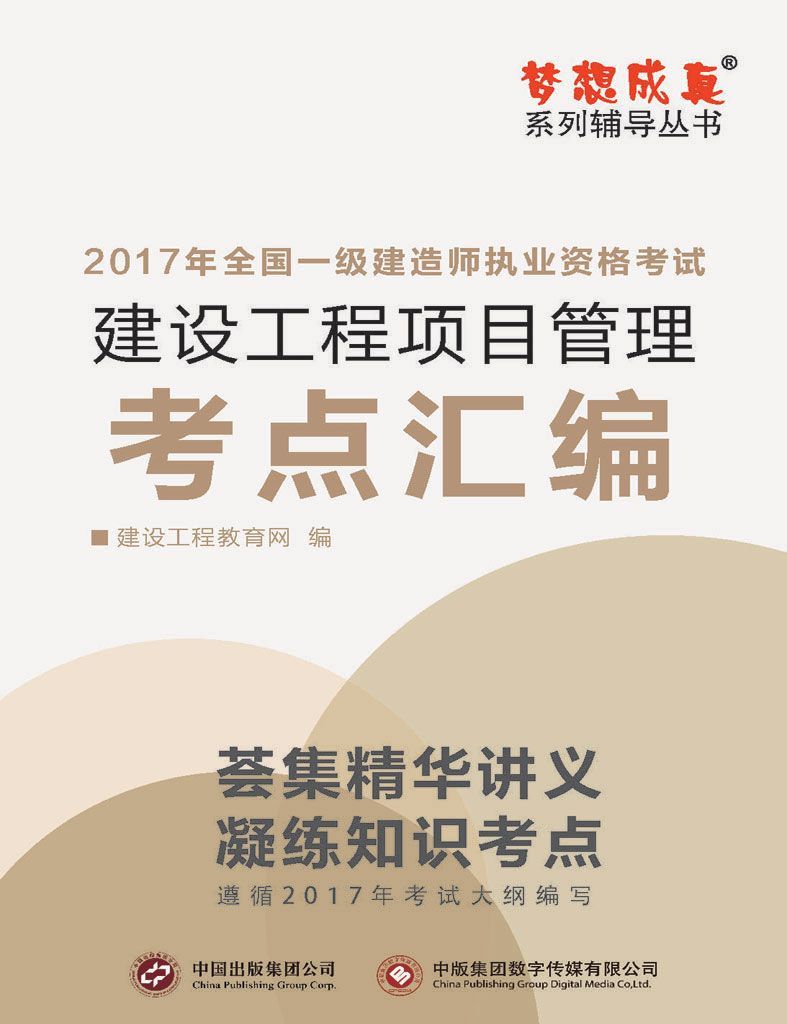 梦想成真®
系列辅导丛书
2017年全国一级建造师执业资格考试
建设工程项目管理
考点汇编
■ 建设工程教育网 编
荟集精华讲义
凝练知识考点
遵循2017年考试大纲编写
中国出版集团公司
China Publishing Group Corp.
中版集团数字传媒有限公司
China Publishing Group Digital Media Co,Ltd.